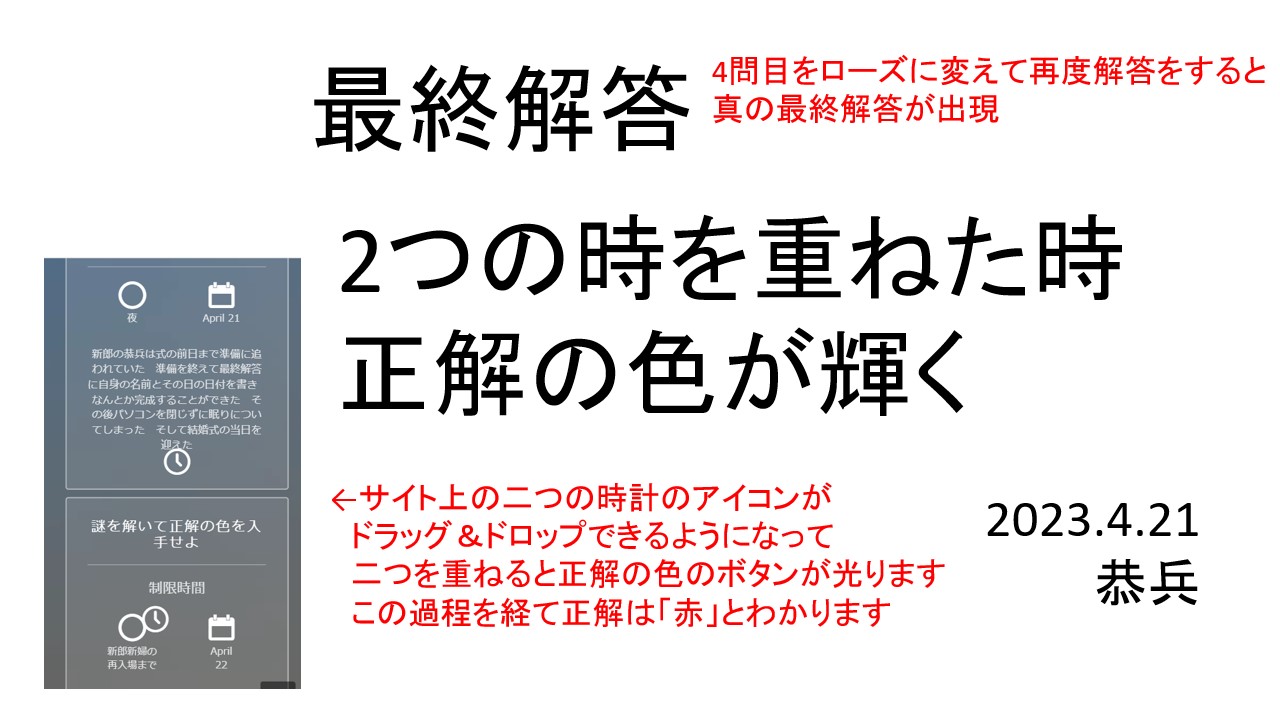 最終解答
4問目をローズに変えて再度解答をすると
真の最終解答が出現
2つの時を重ねた時
正解の色が輝く
夜
April 21
新郎の恭兵は式の前日まで準備に追
われていた　準備を終えて最終解答
に自身の名前とその日の日付を書き
なんとか完成することができた　そ
の後パソコンを閉じずに眠りについ
てしまった　そして結婚式の当日を
迎えた
謎を解いて正解の色を入
手せよ
制限時間
新郎新婦の
再入場まで
April
22
←サイト上の二つの時計のアイコンが
ドラッグ&ドロップできるようになって
二つを重ねると正解の色のボタンが光ります
この過程を経て正解は「赤」とわかります
2023.4.21
恭兵